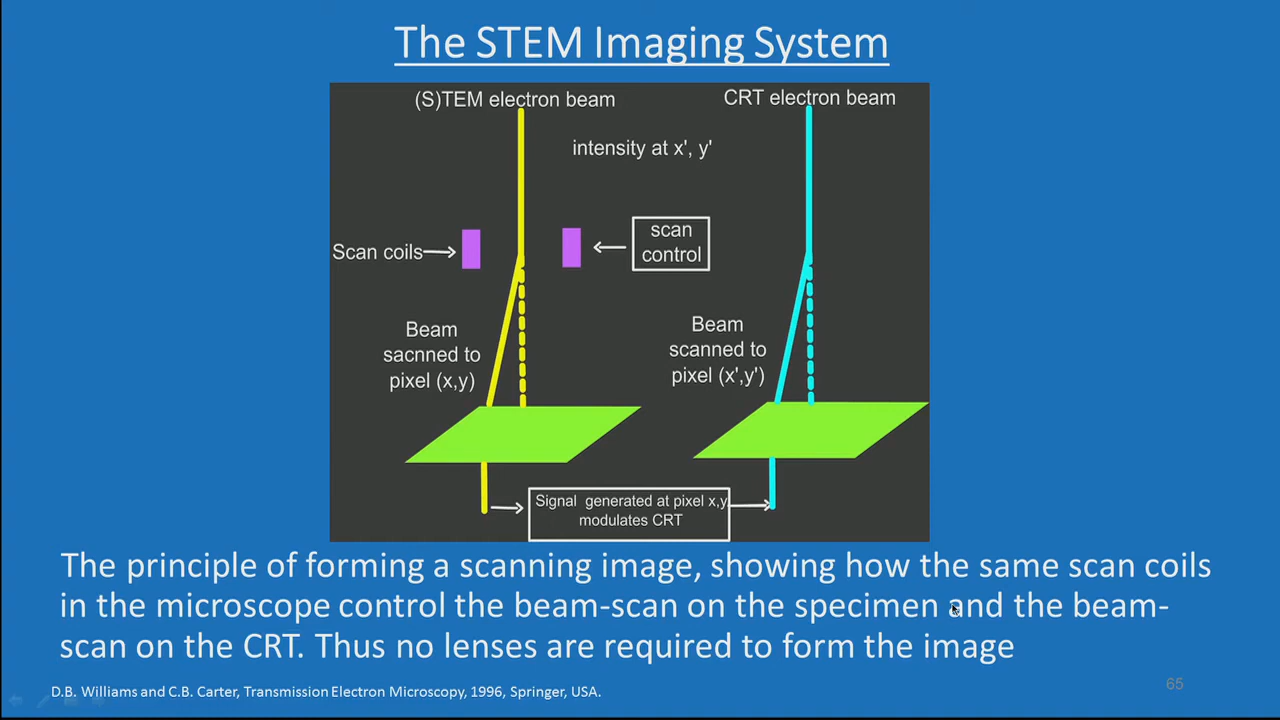 The STEM Imaging System
(S)TEM electron beam
CRT electron beam
intensity at x', y'
Scan coils
scan
control
Beam
sacnned to
pixel (x,y)
Beam
scanned to
pixel (x',y')
Signal generated at pixel x,y
modulates CRT
The principle of forming a scanning image, showing how the same scan coils
in the microscope control the beam-scan on the specimen and the beam-
scan on the CRT. Thus no lenses are required to form the image
D.B. Williams and C.B. Carter, Transmission Electron Microscopy, 1996, Springer, USA.
65